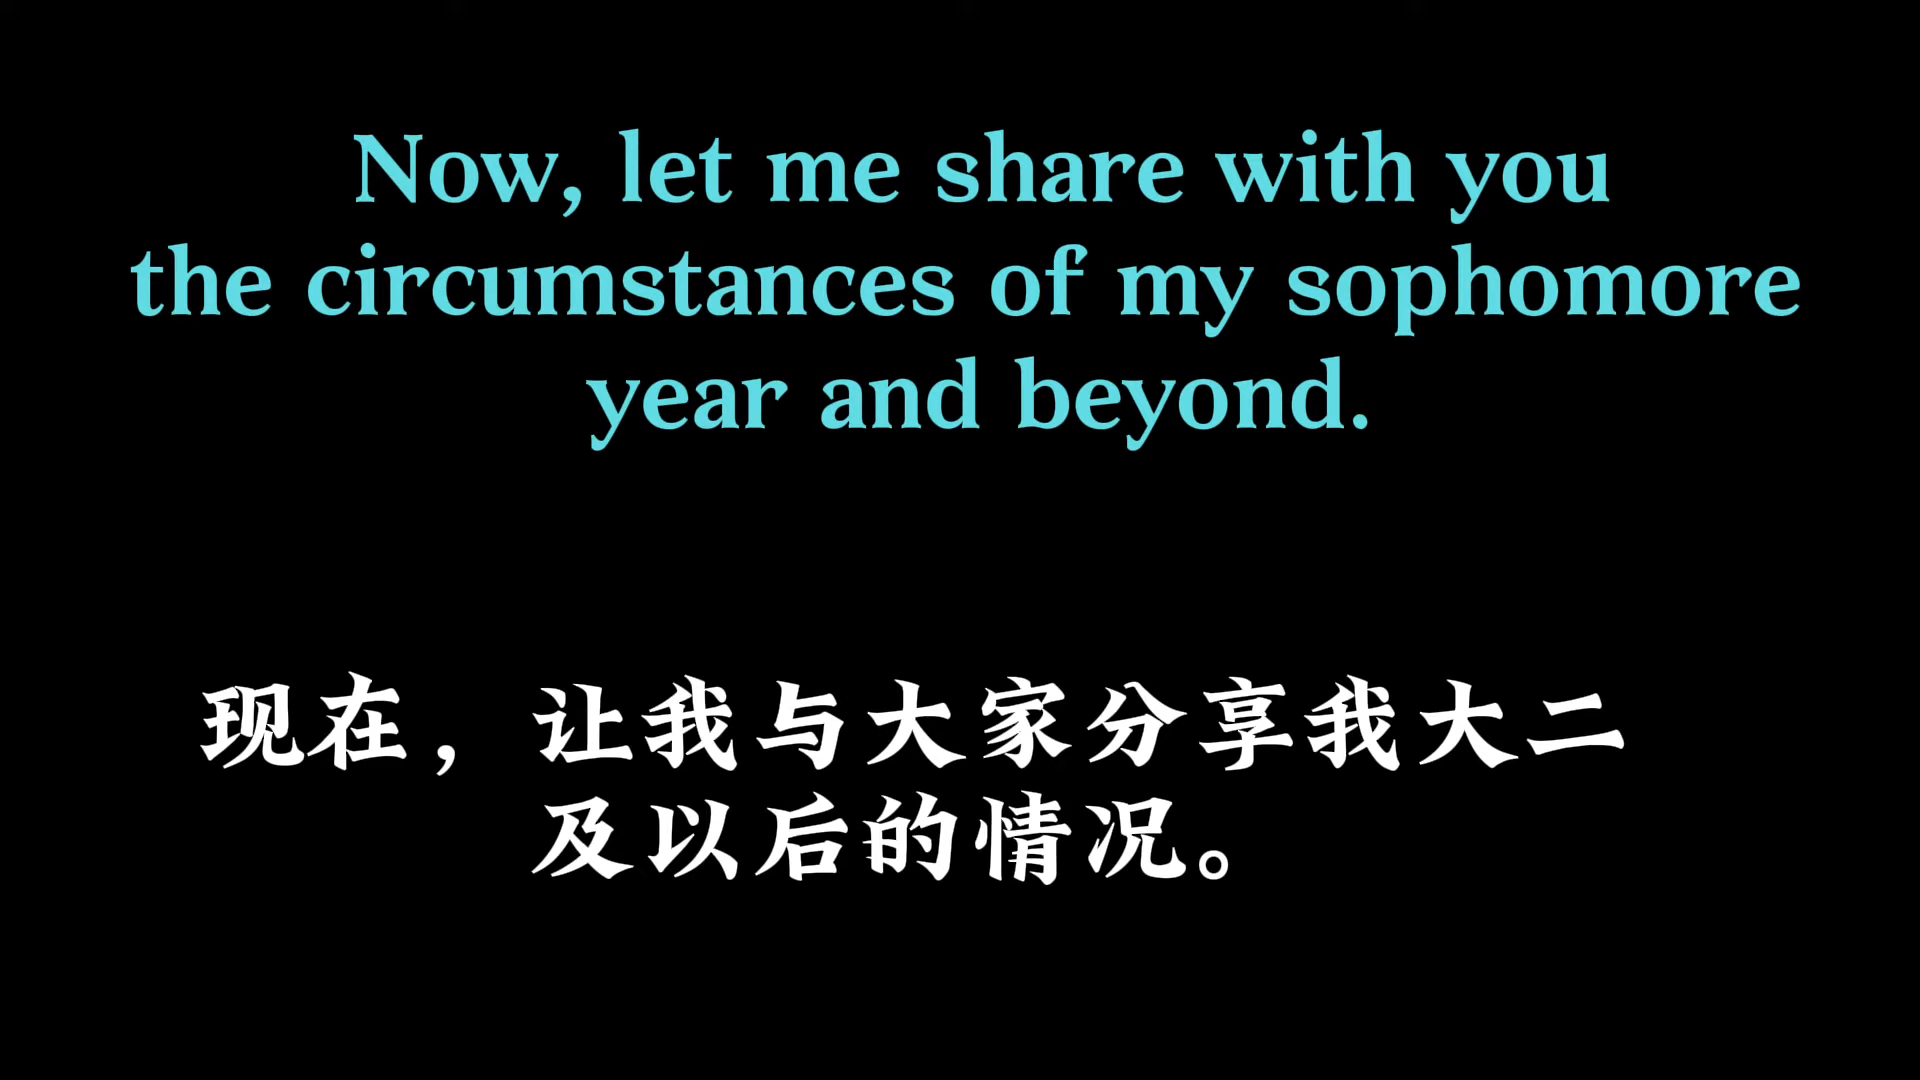 Now, let me share with you
the circumstances of my sophomore
year and beyond.
现在，让我与大家分享我大二
及以后的情况。